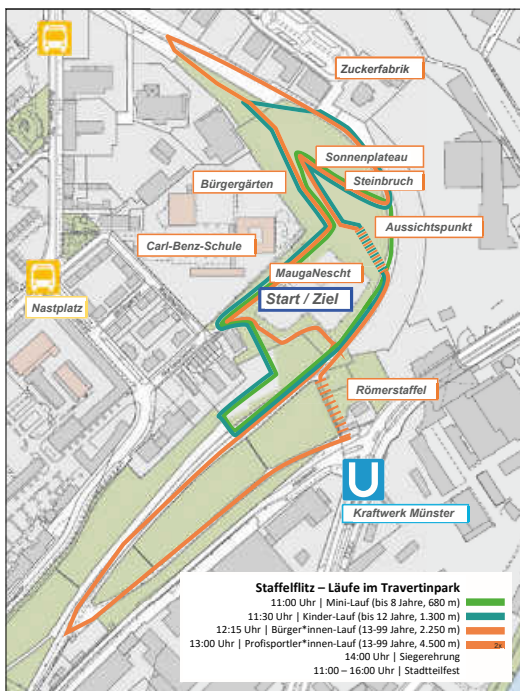 Zuckerfabrik
Sonnenplateau
Steinbruch
Bürgergärten
Aussichtspunkt
Carl-Benz-Schule
MaugaNescht
Start / Ziel
Nastplatz
Römerstaffel
U
Kraftwerk Münster
Staffelflitz – Läufe im Travertinpark
11:00 Uhr | Mini-Lauf (bis 8 Jahre, 680 m)
11:30 Uhr | Kinder-Lauf (bis 12 Jahre, 1.300 m)
12:15 Uhr | Bürger*innen-Lauf (13-99 Jahre, 2.250 m)
13:00 Uhr | Profisportler*innen-Lauf (13-99 Jahre, 4.500 m) 2x
14:00 Uhr | Siegerehrung
11:00 – 16:00 Uhr | Stadtteilfest